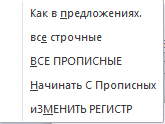 Как в предложениях.
все строчные
ВСЕ ПРОПИСНЫЕ
Начинать С Прописных
иЗМЕНИТЬ РЕГИСТР